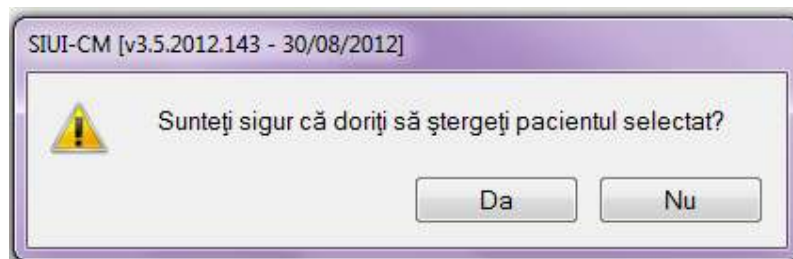 SIUI-CM [v3.5.2012.143 - 30/08/2012]
Sunteţi sigur că doriţi să ştergeţi pacientul selectat?
Da Nu